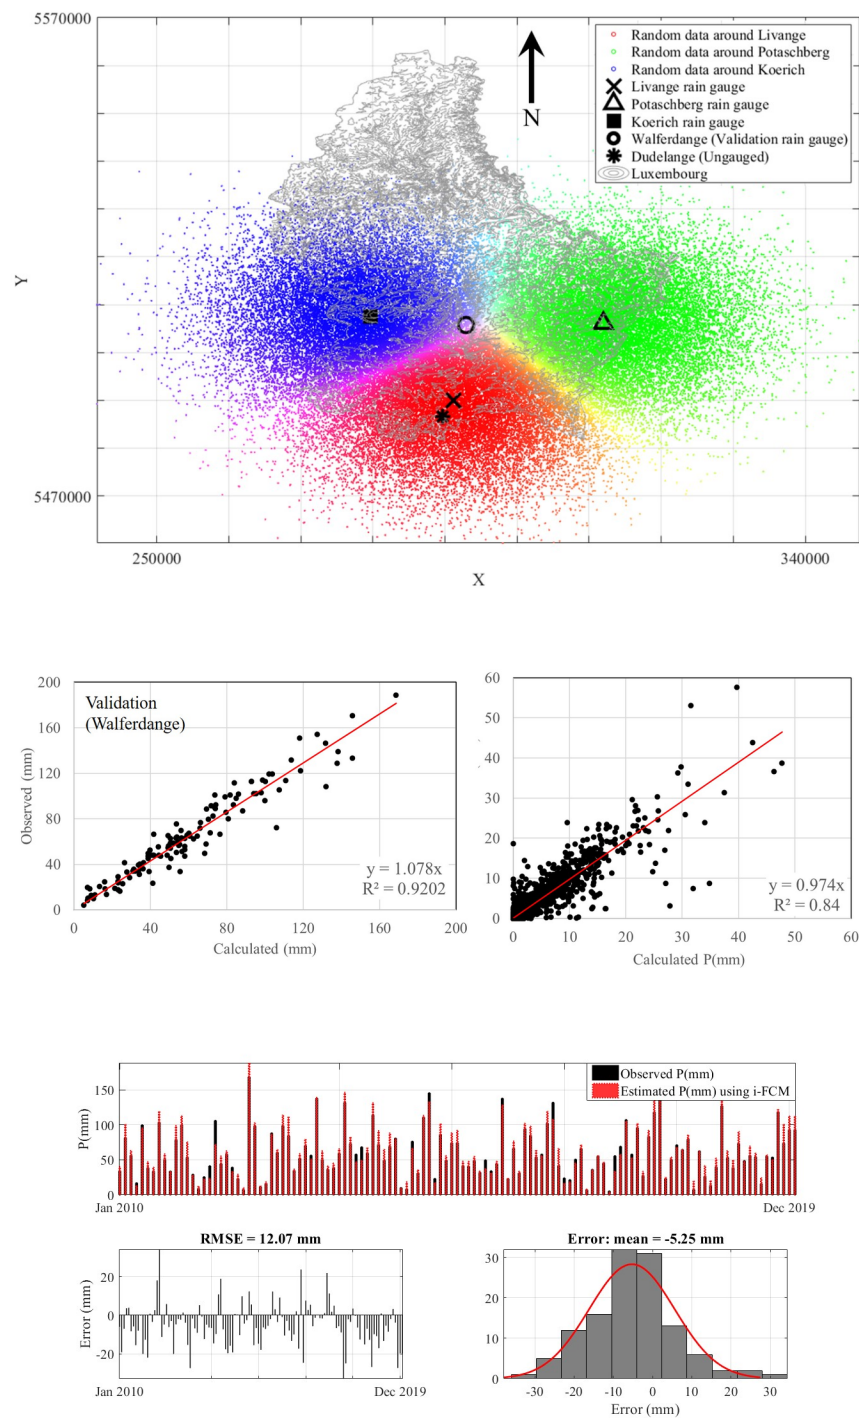 5570000
Random data around Livange
Random data around Potaschberg
Random data around Koerich
Livange rain gauge
Potaschberg rain gauge
Koerich rain gauge
Walferdange (Validation rain gauge)
Dudelange (Ungauged)
Luxembourg
N
Y
5470000
250000
340000
X
Validation
(Walferdange)
Observed (mm)
200
160
120
80
40
0
y = 1.078x
R² = 0.9202
0 40 80 120 160 200
Calculated (mm)
60
50
40
30
20
10
0
y = 0.974x
R² = 0.84
0 10 20 30 40 50 60
Calculated P(mm)
Observed P(mm)
Estimated P(mm) using i-FCM
P(mm)
150
100
50
0
Jan 2010
Dec 2019
RMSE = 12.07 mm
Error (mm)
20
0
-20
Jan 2010
Dec 2019
Error: mean = -5.25 mm
30
20
10
0
-30 -20 -10 0 10 20 30
Error (mm)